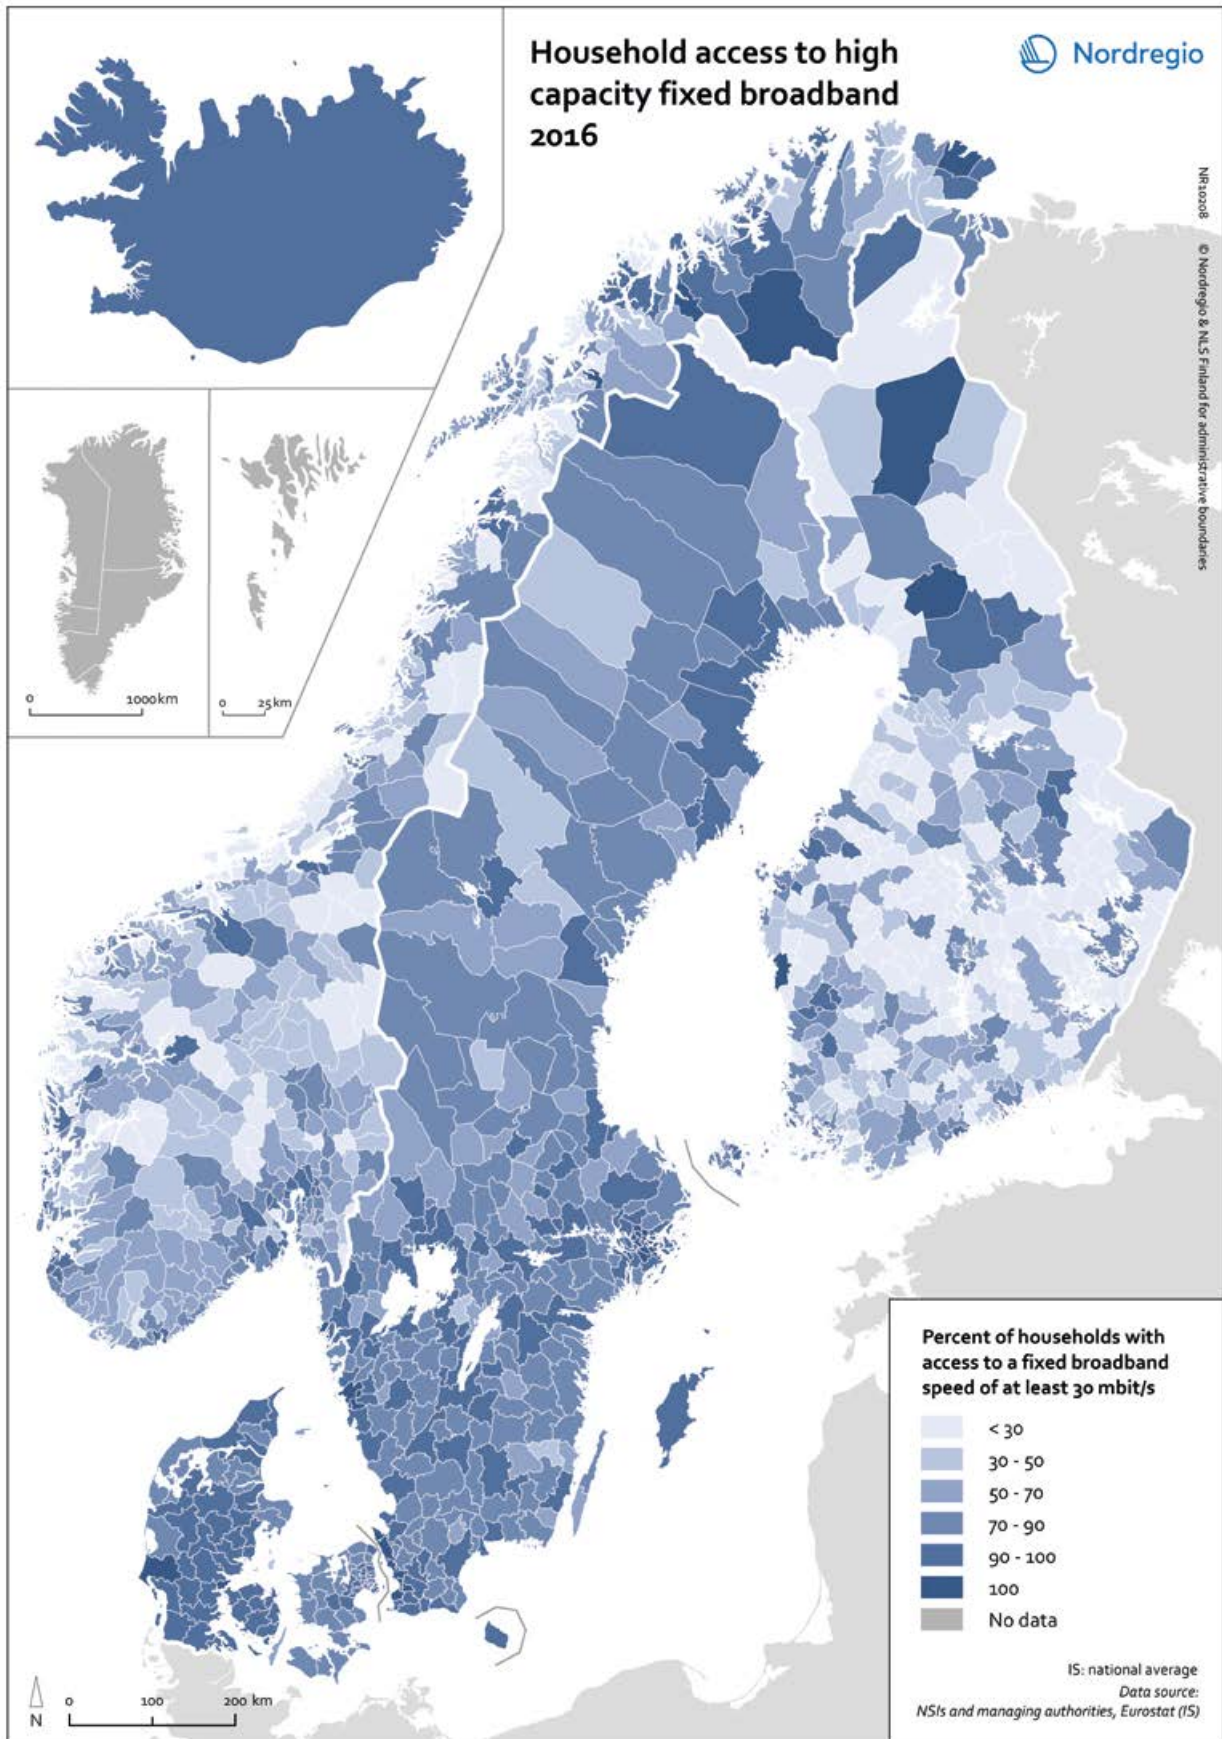 Household access to high
capacity fixed broadband
2016
Nordregio
NR10208 © Nordregio & NLS Finland for administrative boundaries
0 1000km
0 25 km
Percent of households with
access to a fixed broadband
speed of at least 30 mbit/s
< 30
30 - 50
50 - 70
70 - 90
90 - 100
100
No data
IS: national average
Data source:
NSIs and managing authorities, Eurostat (IS)
N
0 100 200 km